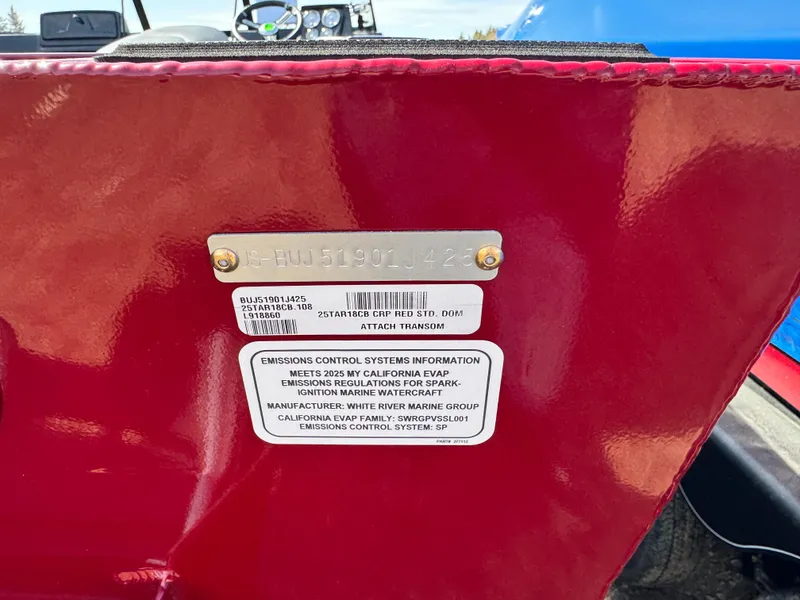 US-BUJ51901J425
BUJ51901J425
25TAR18CB.108
L918860
25TAR18CB CRP RED STD. DOM
ATTACH TRANSOM
EMISSIONS CONTROL SYSTEMS INFORMATION
MEETS 2025 MY CALIFORNIA EVAP
EMISSIONS REGULATIONS FOR SPARK-
IGNITION MARINE WATERCRAFT
MANUFACTURER: WHITE RIVER MARINE GROUP
CALIFORNIA EVAP FAMILY: SWRGPVSSL001
EMISSIONS CONTROL SYSTEM: SP
PART#